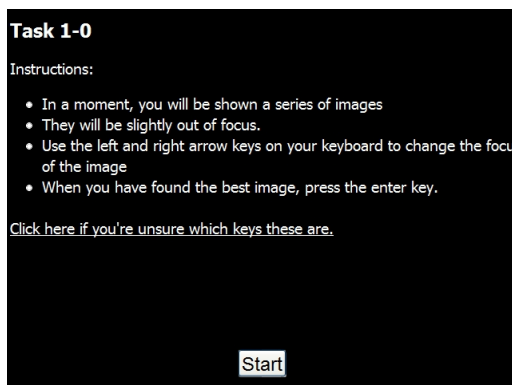 Task 1-0
Instructions:
In a moment, you will be shown a series of images
They will be slightly out of focus.
Use the left and right arrow keys on your keyboard to change the focu
of the image
When you have found the best image, press the enter key.
Click here if you're unsure which keys these are.
Start